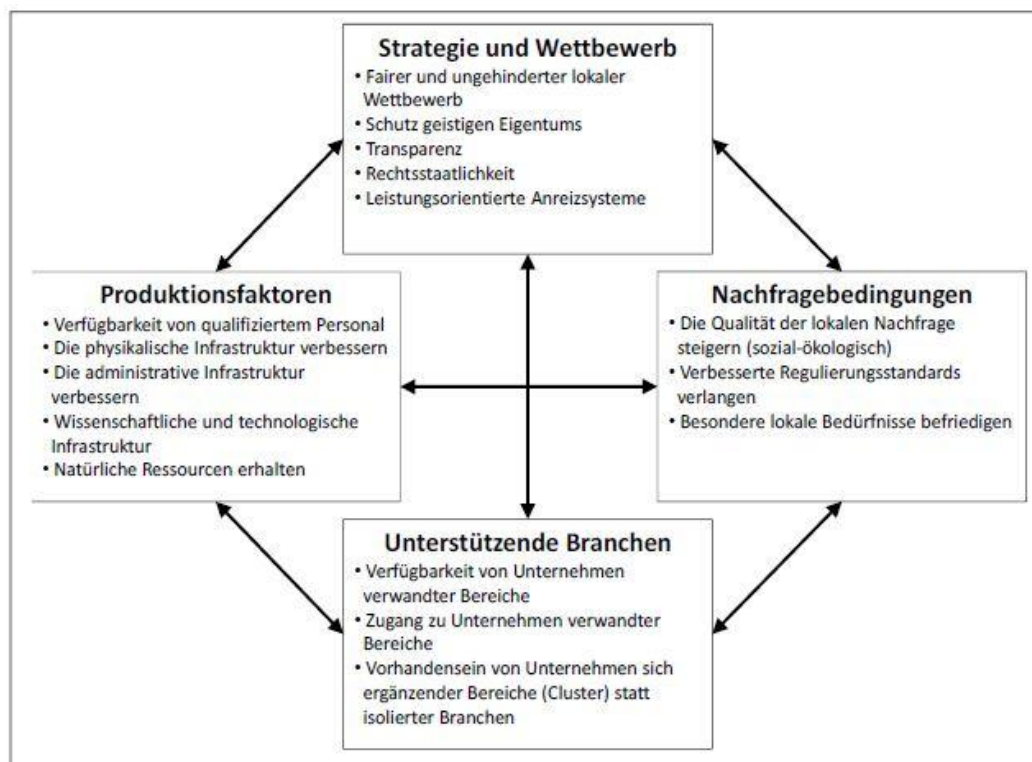 Strategie und Wettbewerb
• Fairer und ungehinderter lokaler
Wettbewerb
• Schutz geistigen Eigentums
• Transparenz
• Rechtsstaatlichkeit
• Leistungsorientierte Anreizsysteme
Produktionsfaktoren
• Verfügbarkeit von qualifiziertem Personal
• Die physikalische Infrastruktur verbessern
• Die administrative Infrastruktur
verbessern
• Wissenschaftliche und technologische
Infrastruktur
• Natürliche Ressourcen erhalten
Nachfragebedingungen
• Die Qualität der lokalen Nachfrage
steigern (sozial-ökologisch)
• Verbesserte Regulierungsstandards
verlangen
• Besondere lokale Bedürfnisse befriedigen
Unterstützende Branchen
• Verfügbarkeit von Unternehmen
verwandter Bereiche
• Zugang zu Unternehmen verwandter
Bereiche
• Vorhandensein von Unternehmen sich
ergänzender Bereiche (Cluster) statt
isolierter Branchen